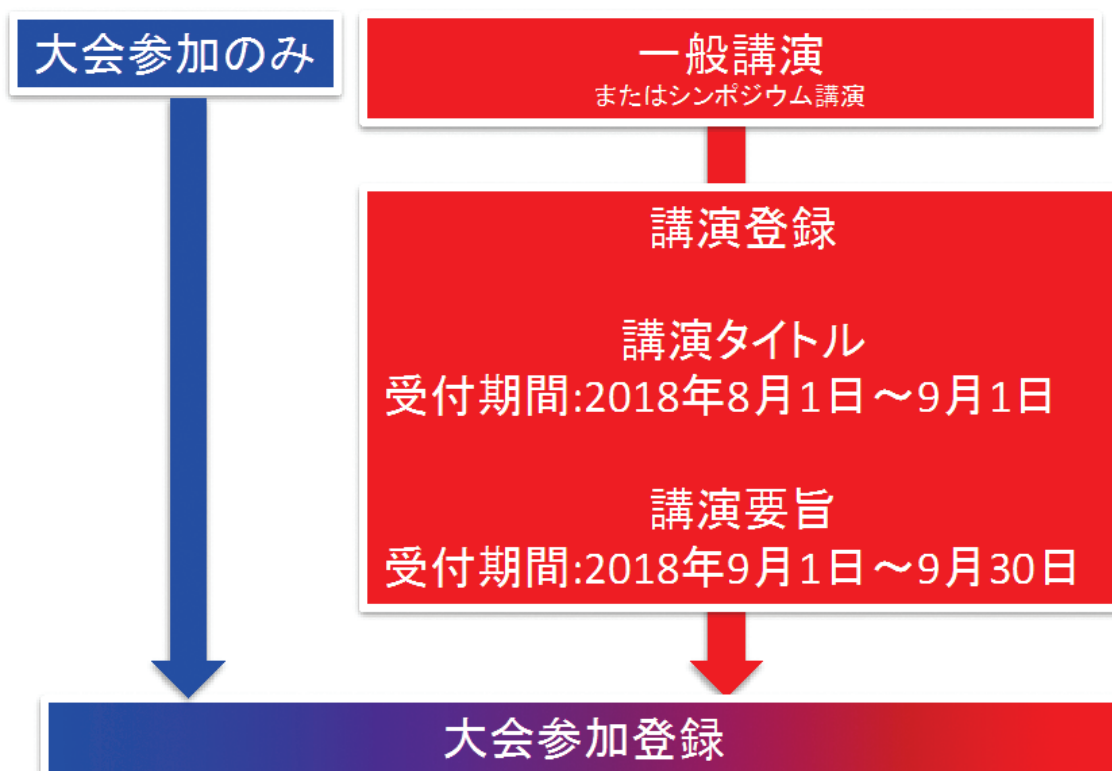 大会参加のみ
一般講演
またはシンポジウム講演
講演登録
講演タイトル
受付期間:2018年8月1日～9月1日
講演要旨
受付期間:2018年9月1日～9月30日
大会参加登録